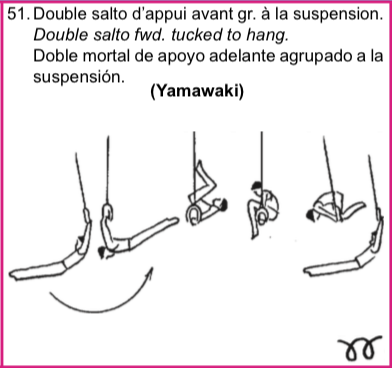 51. Double salto d'appui avant gr. à la suspension.
Double salto fwd. tucked to hang.
Doble mortal de apoyo adelante agrupado a la
suspensión.
(Yamawaki)